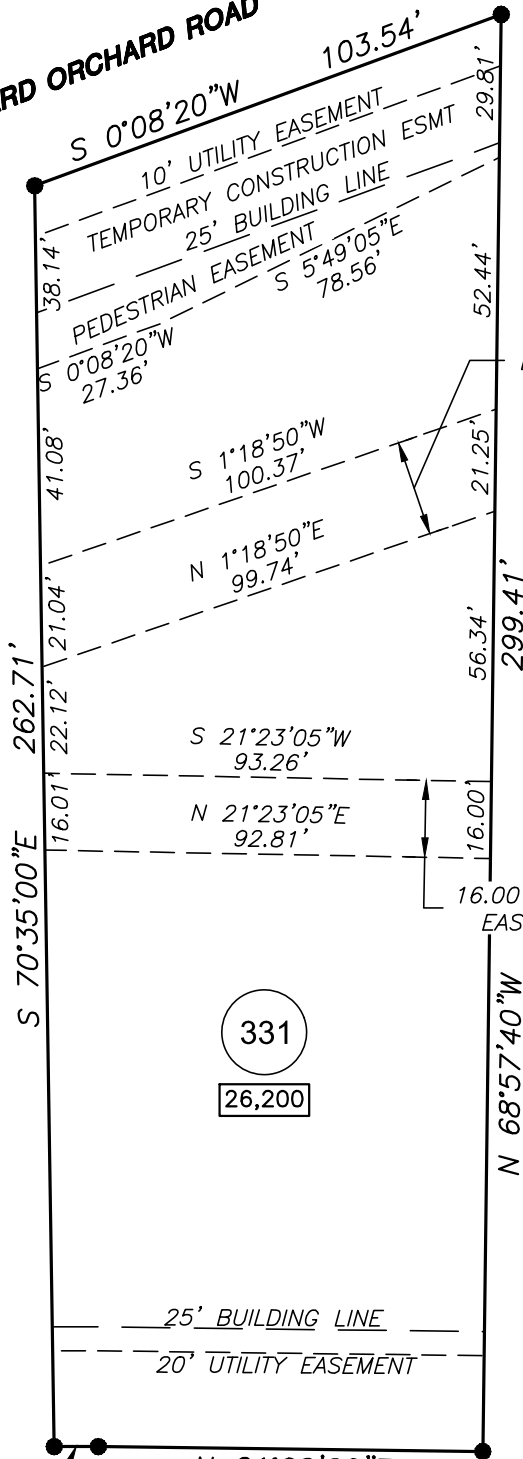 ORCHARD ROAD
S 0°08'20"W 103.54'
10' UTILITY EASEMENT
29.81'
TEMPORARY CONSTRUCTION ESMT
25' BUILDING LINE
38.14'
PEDESTRIAN EASEMENT
S 5°49'05"E
78.56'
52.44'
S 0°08'20"W
27.36'
41.08'
S 1°18'50"W
100.37'
21.25'
N 1°18'50"E
99.74'
21.04'
56.34'
299.41'
262.71'
22.12'
S 21°23'05"W
93.26'
N 21°23'05"E
92.81'
16.01'
16.00'
S 70°35'00"E
16.00
N 68°57'40"W
331
26,200
25' BUILDING LINE
20' UTILITY EASEMENT